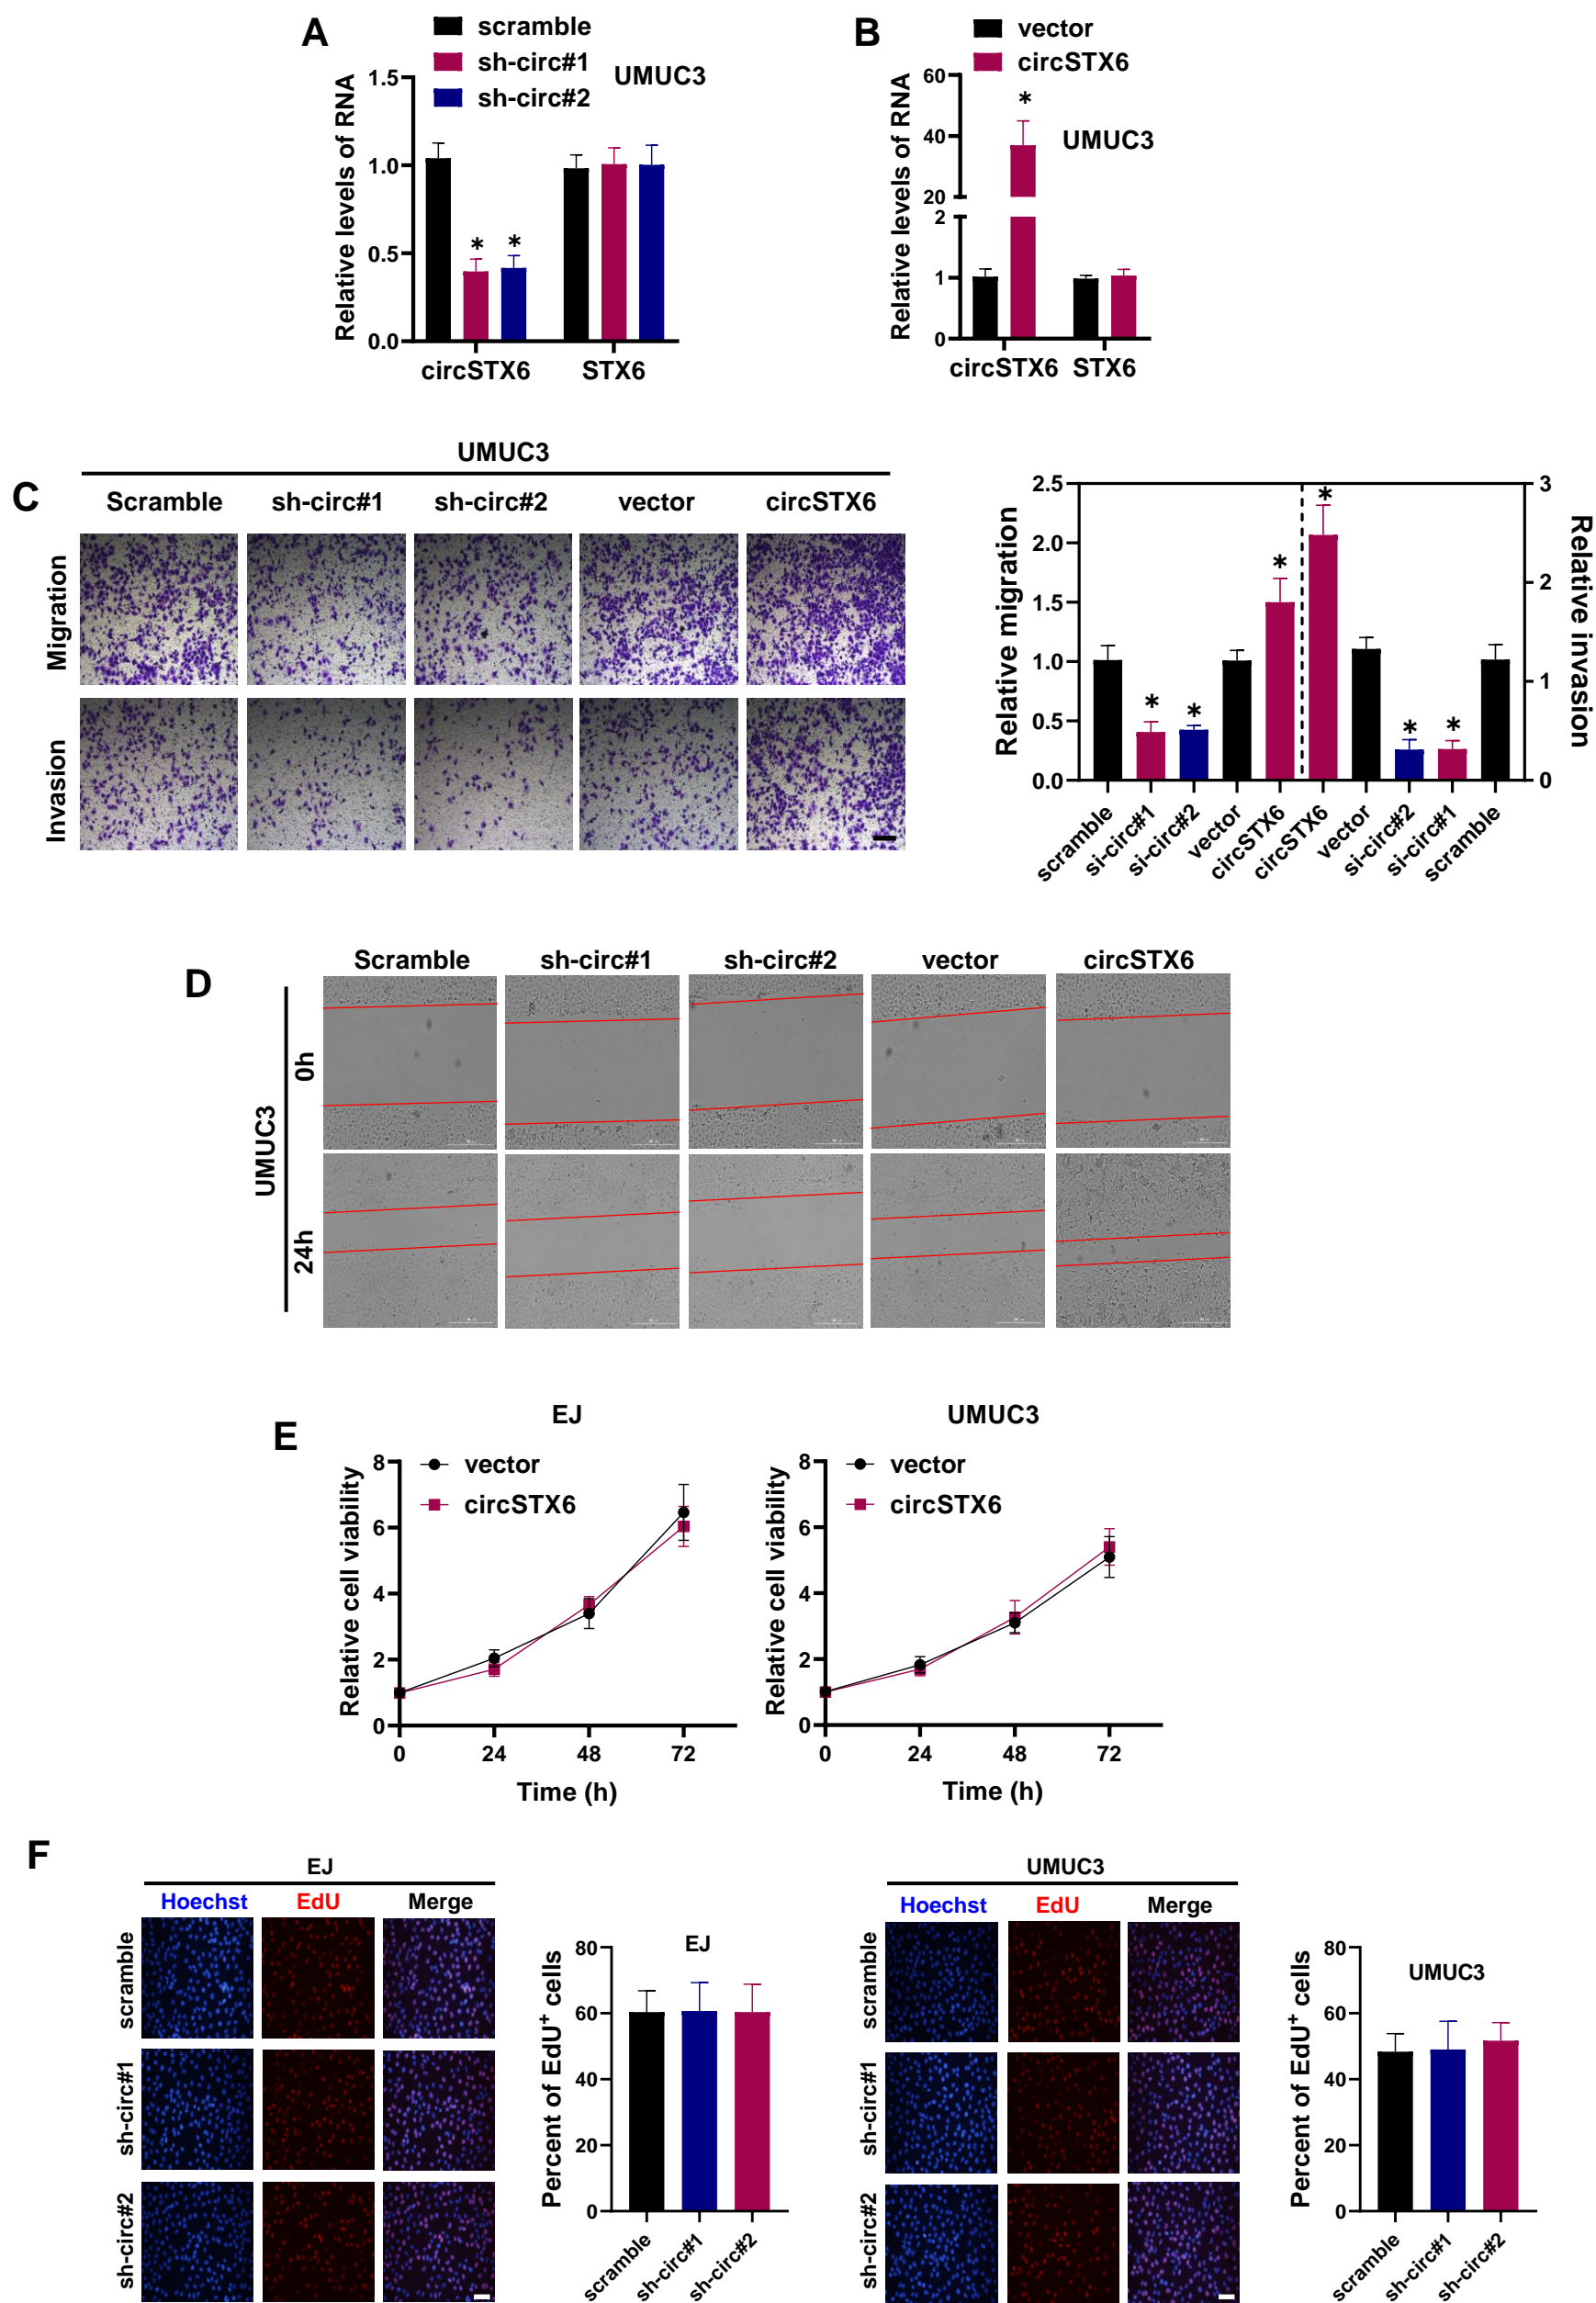 A
scramble
sh-circ#1
sh-circ#2
UMUC3
Relative levels of RNA
1.5
1.0
0.5
0.0
* *
circSTX6 STX6
B
vector
circSTX6
UMUC3
Relative levels of RNA
60
40
20
2
1
0
*
circSTX6 STX6
C
UMUC3
Scramble sh-circ#1 sh-circ#2 vector circSTX6
Migration
Invasion
Relative migration
2.5
2.0
1.5
1.0
0.5
0.0
* * * * * *
3
2
1
0
Relative invasion
scramble si-circ#1 si-circ#2 vector circSTX6 circSTX6 vector si-circ#2 si-circ#1 scramble
D
Scramble sh-circ#1 sh-circ#2 vector circSTX6
UMUC3
0h
24h
E
EJ
vector
circSTX6
Relative cell viability
8
6
4
2
0
0 24 48 72
Time (h)
UMUC3
vector
circSTX6
Relative cell viability
8
6
4
2
0
0 24 48 72
Time (h)
F
EJ
Hoechst EdU Merge
scramble
sh-circ#1
sh-circ#2
EJ
Percent of EdU⁺ cells
80
60
40
20
0
scramble sh-circ#1 sh-circ#2
UMUC3
Hoechst EdU Merge
scramble
sh-circ#1
sh-circ#2
UMUC3
Percent of EdU⁺ cells
80
60
40
20
0
scramble sh-circ#1 sh-circ#2